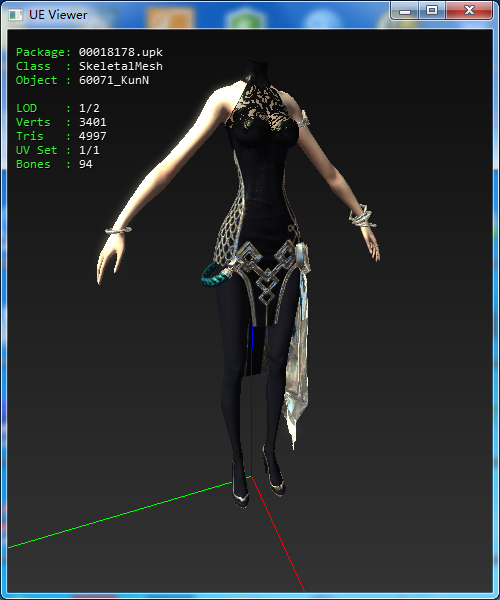 UE Viewer
Package: 00018178.upk
Class : SkeletalMesh
Object : 60071_KunN
LOD : 1/2
Verts : 3401
Tris : 4997
UV Set : 1/1
Bones : 94